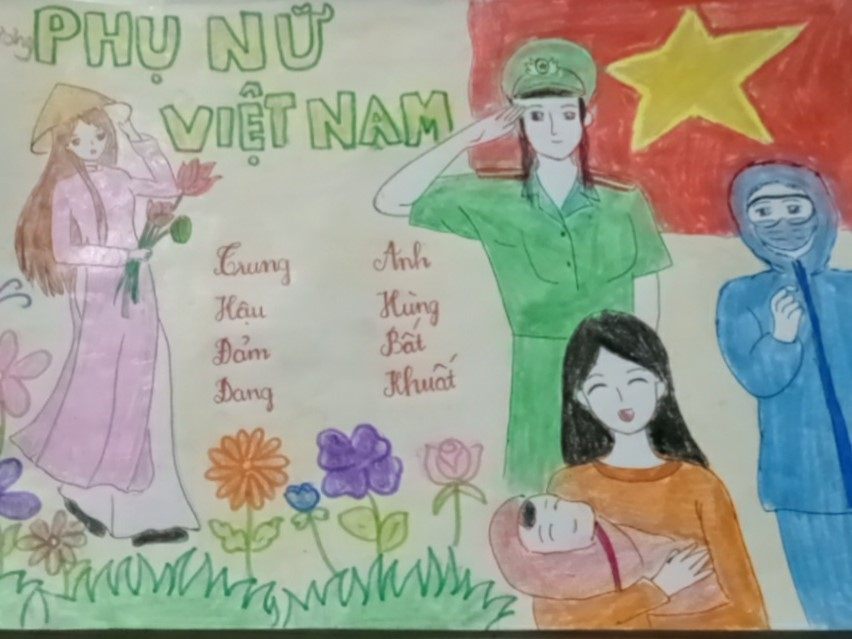 PHỤ NỮ
VIỆT NAM
Trung
Hậu
Đảm
Đang
Anh
Hùng
Bất
Khuất